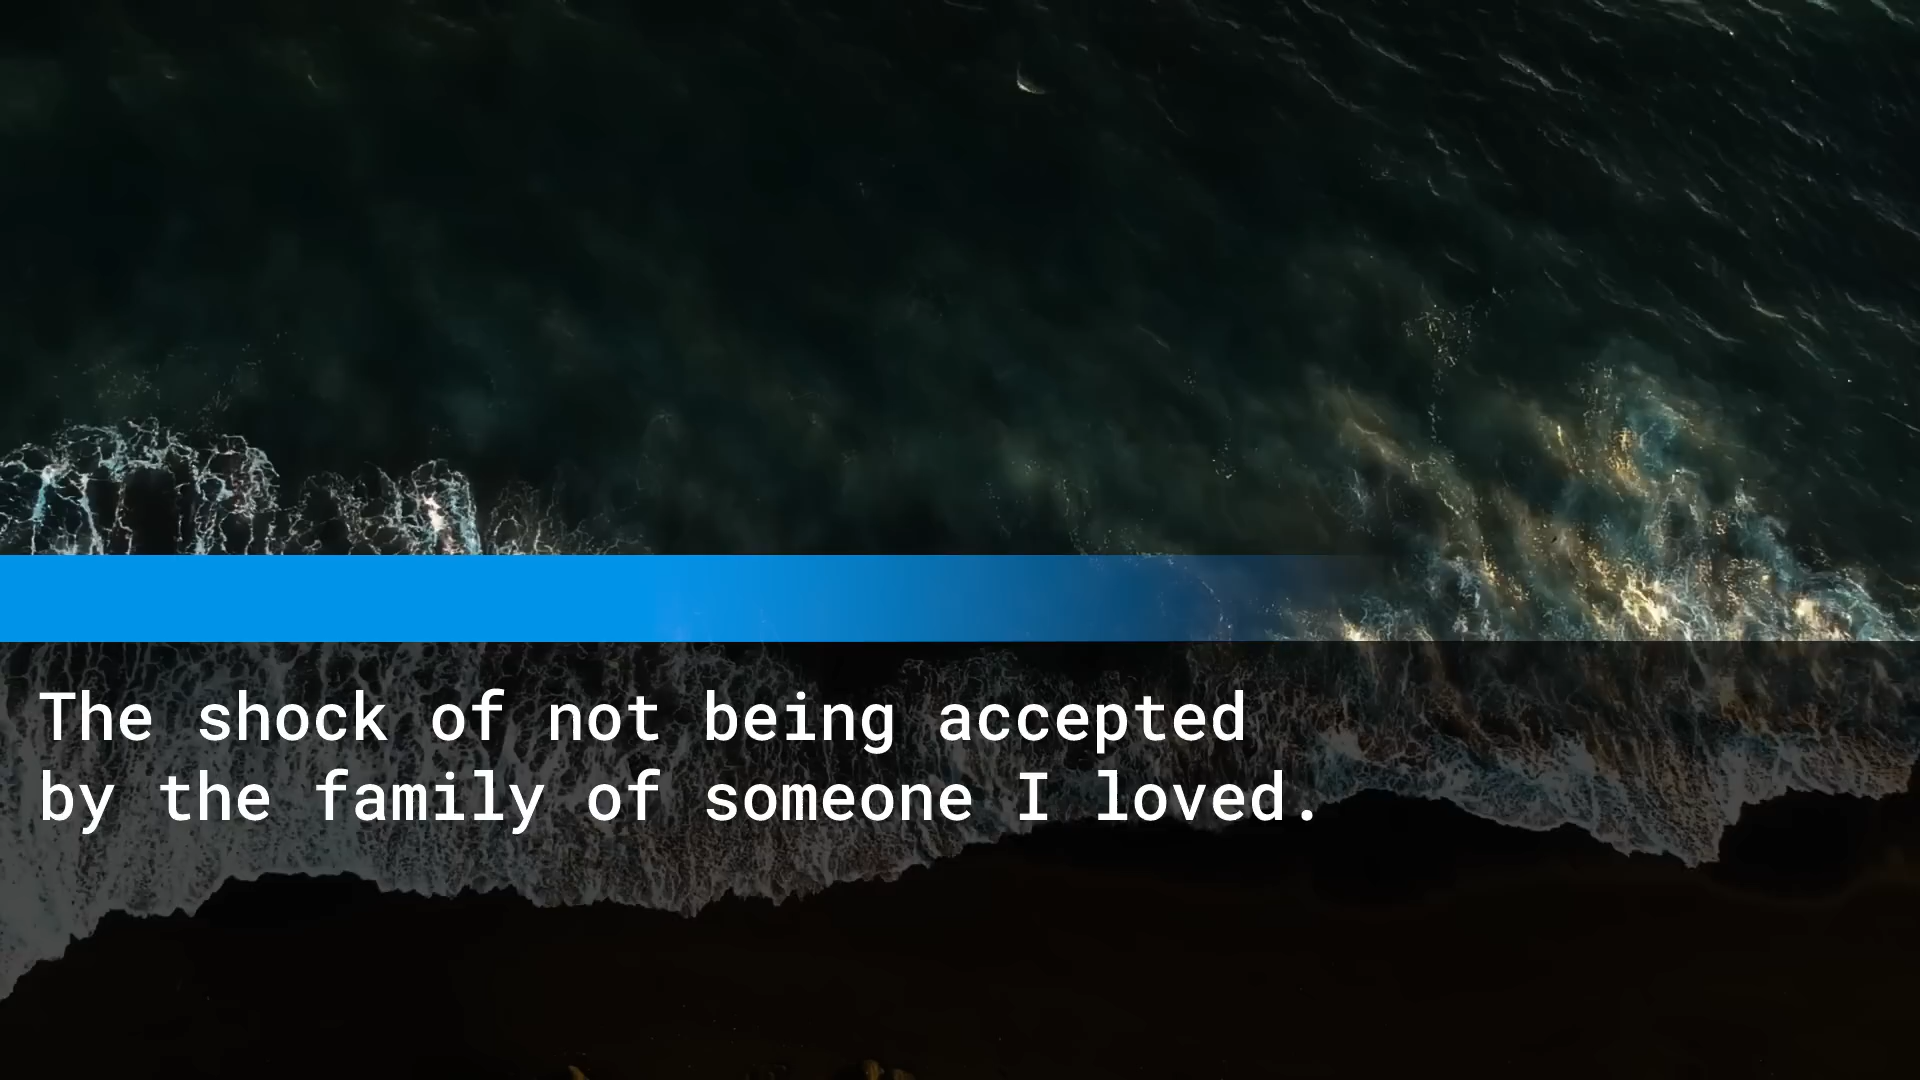 The shock of not being accepted
by the family of someone I loved.